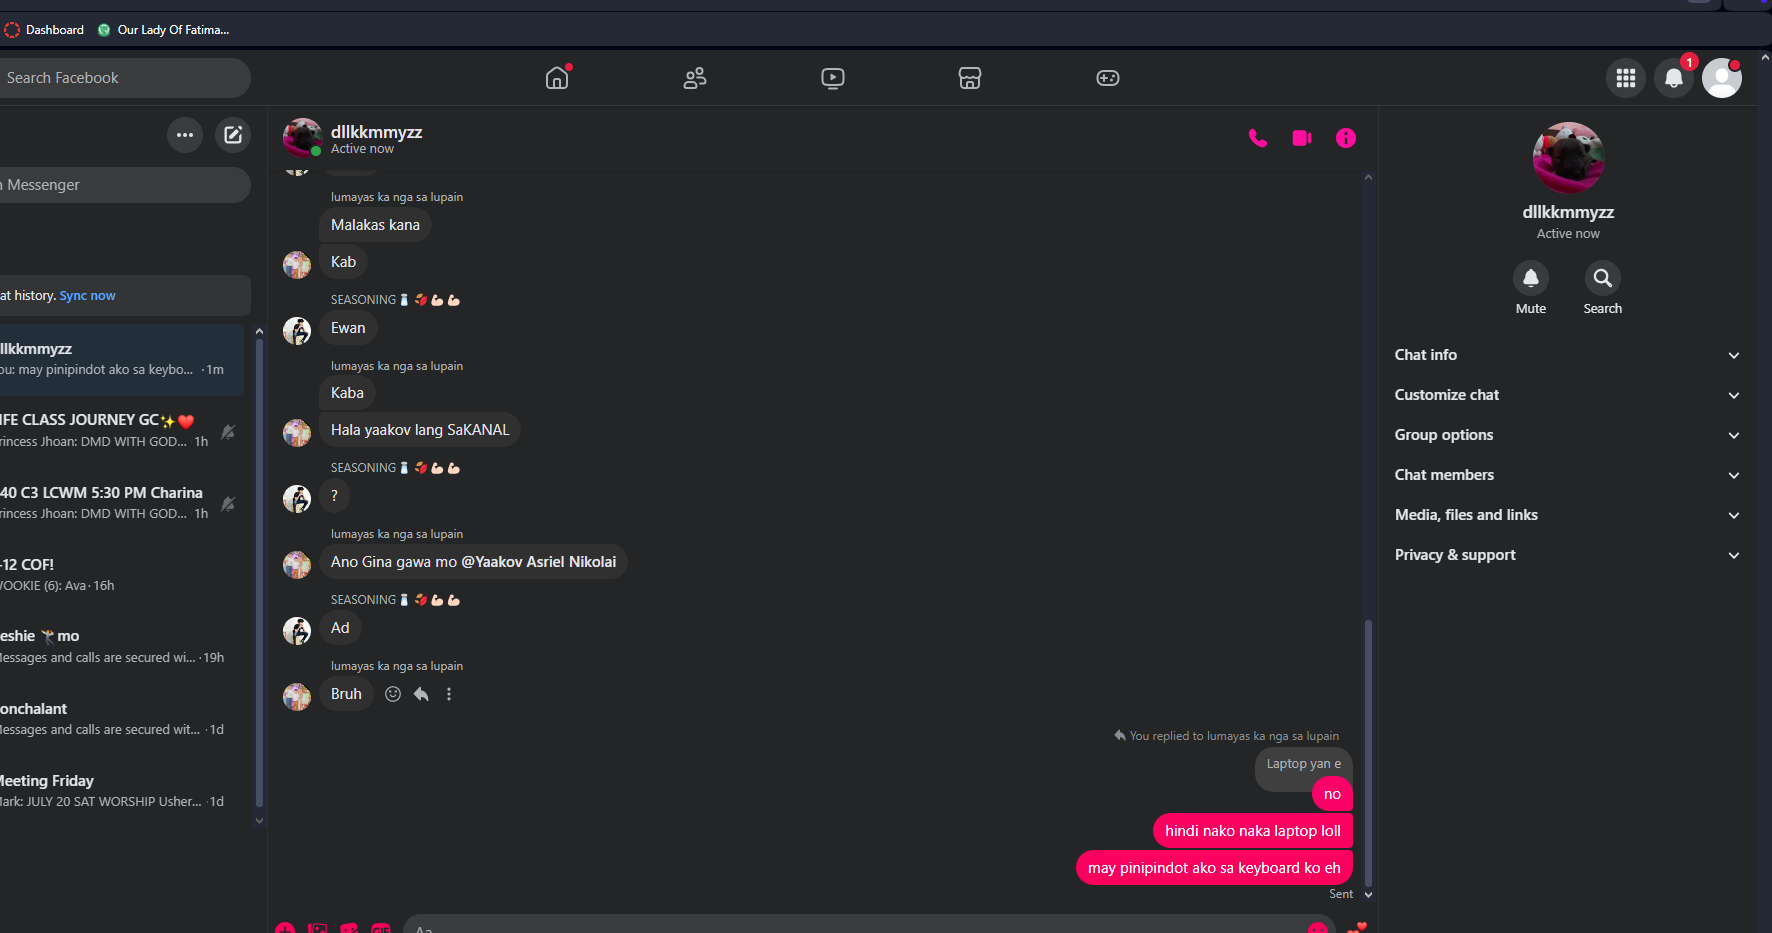 Dashboard
Our Lady Of Fatima...
Search Facebook
1
n Messenger
at history. Sync now
llkkmmyzz
ou: may pinipindot ako sa keybo... · 1m
IFE CLASS JOURNEY GC✨❤️
rincess Jhoan: DMD WITH GOD... 1h
40 C3 LCWM 5:30 PM Charina
rincess Jhoan: DMD WITH GOD... 1h
-12 COF!
VOOKIE (6): Ava · 16h
eshie mo
Messages and calls are secured wi... · 19h
onchalant
Messages and calls are secured wit... · 1d
Meeting Friday
Mark: JULY 20 SAT WORSHIP Usher... · 1d
dllkkmmyzz
Active now
lumayas ka nga sa lupain
Malakas kana
Kab
SEASONING🧂🫘💪🏻💪🏻
Ewan
lumayas ka nga sa lupain
Kaba
Hala yaakov lang SaKANAL
SEASONING🧂🫘💪🏻💪🏻
?
lumayas ka nga sa lupain
Ano Gina gawa mo @Yaakov Asriel Nikolai
SEASONING🧂🫘💪🏻💪🏻
Ad
lumayas ka nga sa lupain
Bruh
You replied to lumayas ka nga sa lupain
Laptop yan e
no
hindi nako naka laptop loll
may pinipindot ako sa keyboard ko eh
Sent
GIF
Aa
dllkkmmyzz
Active now
Mute
Search
Chat info
Customize chat
Group options
Chat members
Media, files and links
Privacy & support